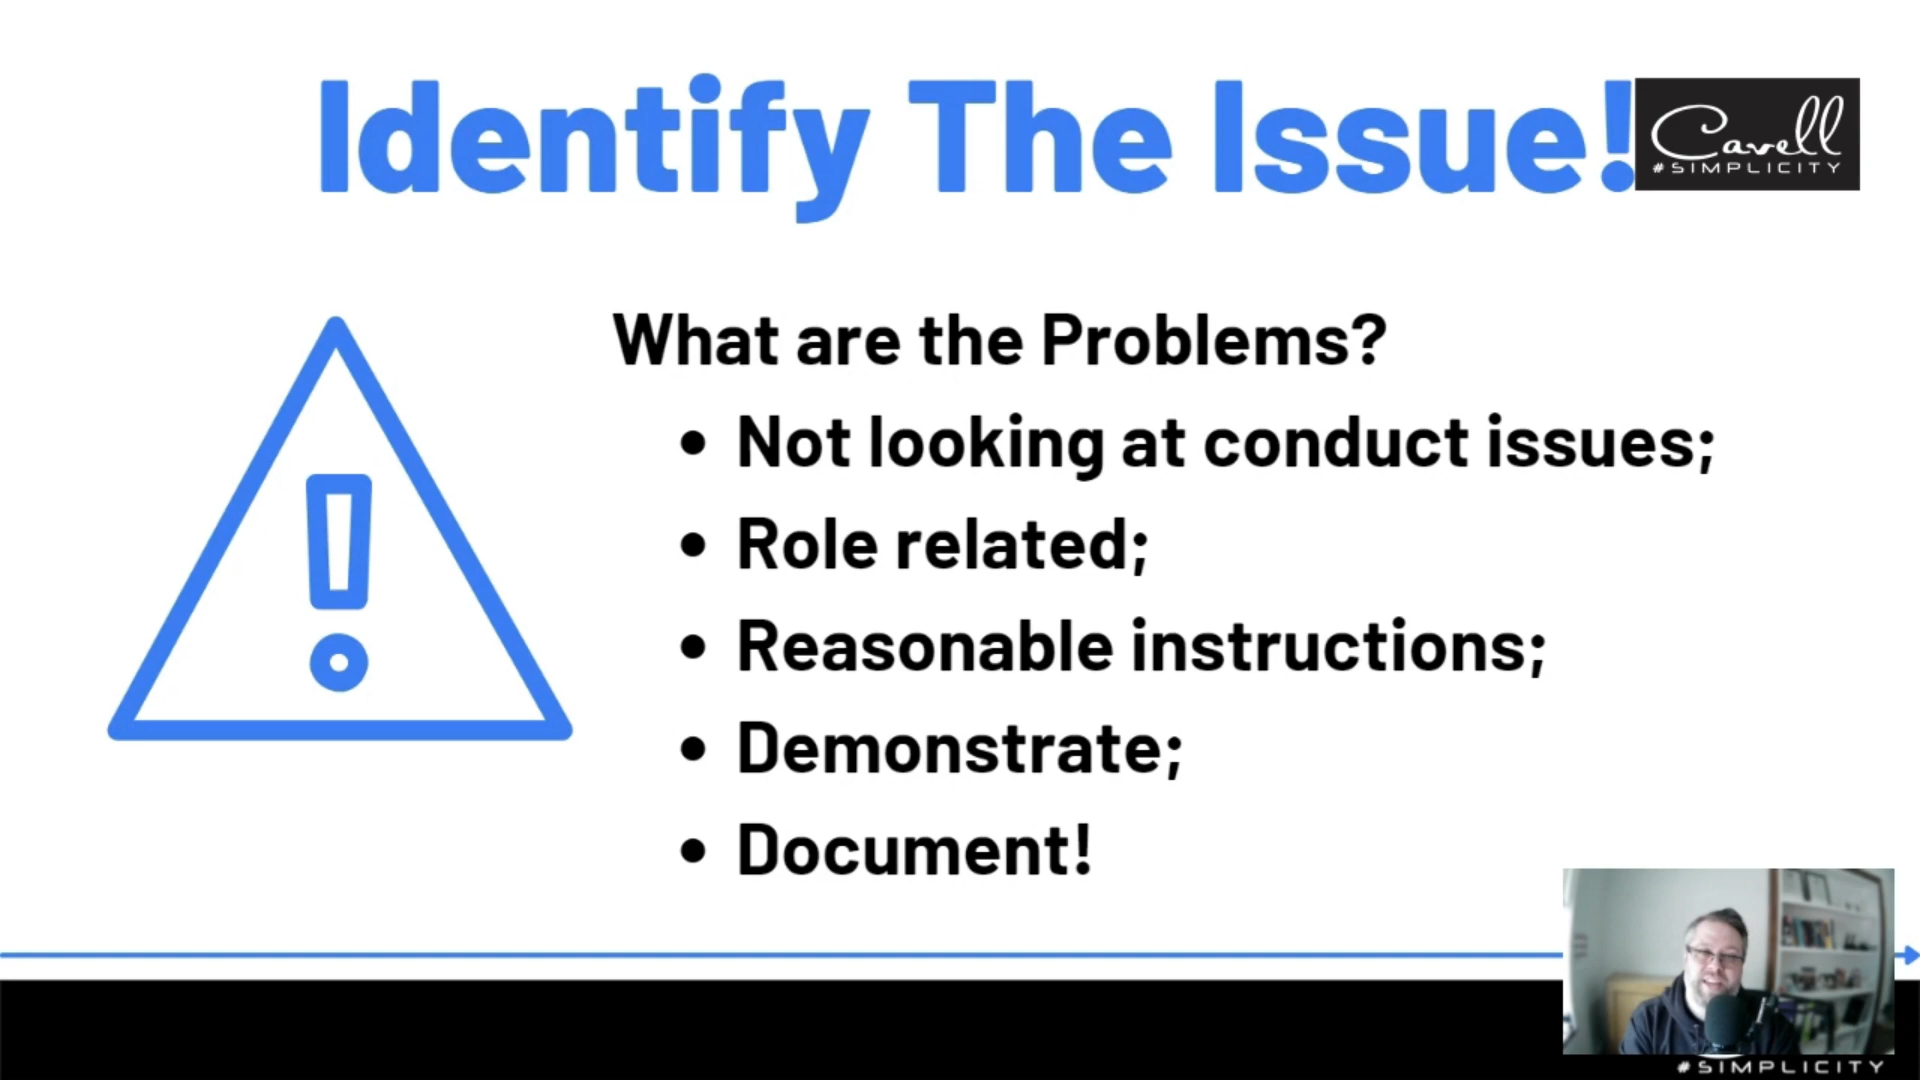 Identify The Issue!
Cavell
#SIMPLICITY
What are the Problems?
• Not looking at conduct issues;
• Role related;
• Reasonable instructions;
• Demonstrate;
• Document!
#SIMPLICITY